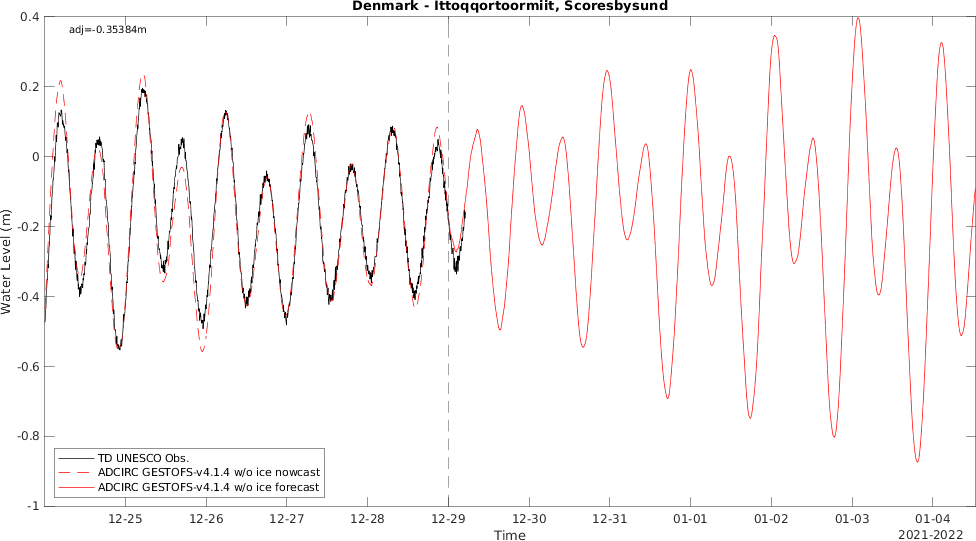 Denmark - Ittoqqortoormiit, Scoresbysund
adj=-0.35384m
0.4
0.2
0
-0.2
-0.4
-0.6
-0.8
-1
Water Level (m)
TD UNESCO Obs.
ADCIRC GESTOFS-v4.1.4 w/o ice nowcast
ADCIRC GESTOFS-v4.1.4 w/o ice forecast
12-25 12-26 12-27 12-28 12-29 12-30 12-31 01-01 01-02 01-03 01-04
Time
2021-2022